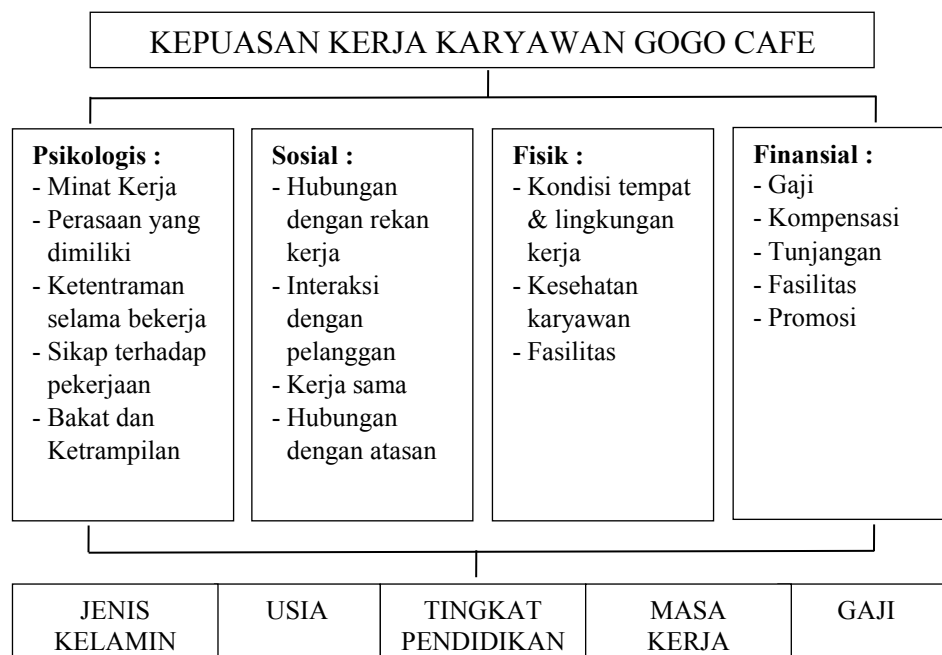 KEPUASAN KERJA KARYAWAN GOGO CAFE
Psikologis :
- Minat Kerja
- Perasaan yang
dimiliki
- Ketentraman
selama bekerja
- Sikap terhadap
pekerjaan
- Bakat dan
Ketrampilan
Sosial :
- Hubungan
dengan rekan
kerja
- Interaksi
dengan
pelanggan
- Kerja sama
- Hubungan
dengan atasan
Fisik :
- Kondisi tempat
& lingkungan
kerja
- Kesehatan
karyawan
- Fasilitas
Finansial :
- Gaji
- Kompensasi
- Tunjangan
- Fasilitas
- Promosi
JENIS
KELAMIN
USIA
TINGKAT
PENDIDIKAN
MASA
KERJA
GAJI